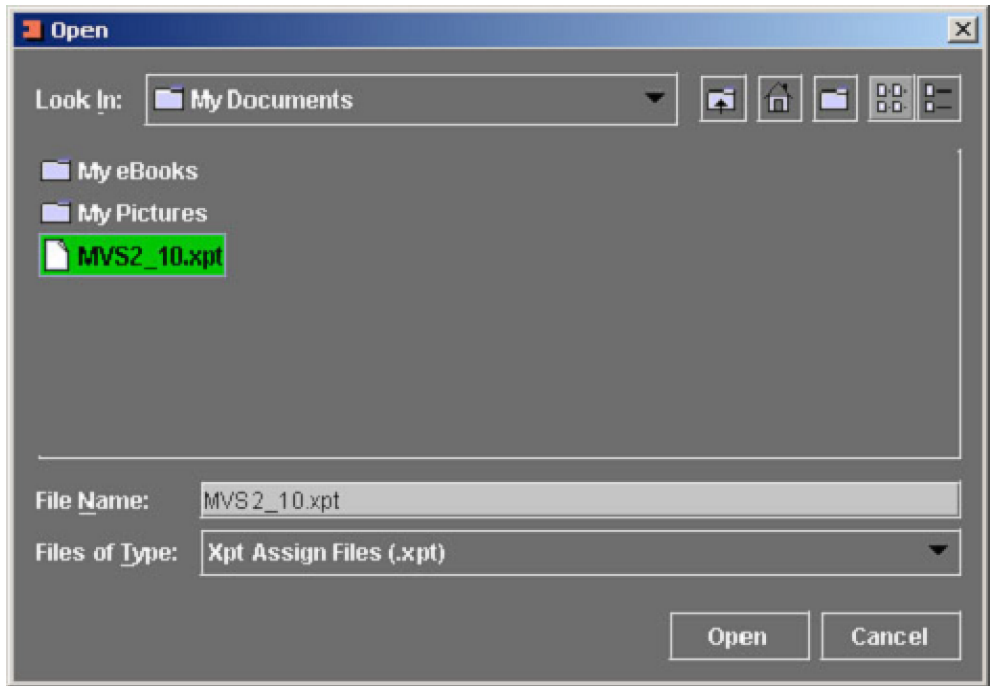 Open
Look In: My Documents
My eBooks
My Pictures
MVS2_10.xpt
File Name: MVS2_10.xpt
Files of Type: Xpt Assign Files (.xpt)
Open Cancel